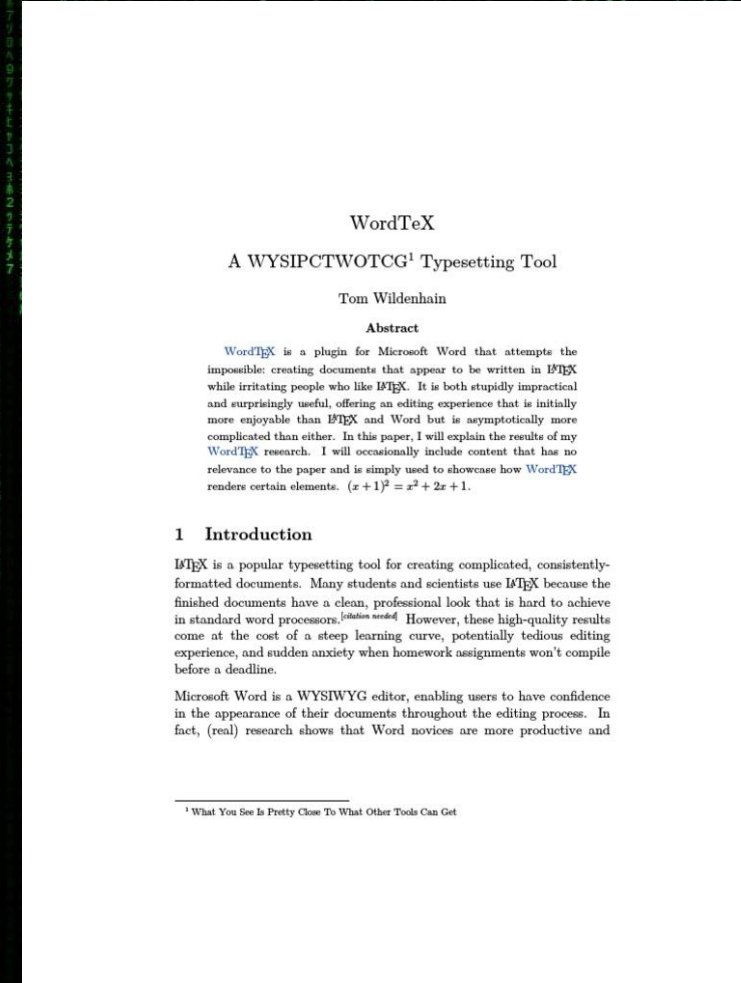 WordTeX
A WYSIPCTWOTCG¹ Typesetting Tool
Tom Wildenhain
Abstract
WordTEX is a plugin for Microsoft Word that attempts the
impossible: creating documents that appear to be written in LATEX
while irritating people who like LATEX. It is both stupidly impractical
and surprisingly useful, offering an editing experience that is initially
more enjoyable than LATEX and Word but is asymptotically more
complicated than either. In this paper, I will explain the results of my
WordTEX research. I will occasionally include content that has no
relevance to the paper and is simply used to showcase how WordTEX
renders certain elements. (x + 1)² = x² + 2x + 1.
1 Introduction
LATEX is a popular typesetting tool for creating complicated, consistently-
formatted documents. Many students and scientists use LATEX because the
finished documents have a clean, professional look that is hard to achieve
in standard word processors.[citation needed] However, these high-quality results
come at the cost of a steep learning curve, potentially tedious editing
experience, and sudden anxiety when homework assignments won't compile
before a deadline.
Microsoft Word is a WYSIWYG editor, enabling users to have confidence
in the appearance of their documents throughout the editing process. In
fact, (real) research shows that Word novices are more productive and
¹ What You See Is Pretty Close To What Other Tools Can Get